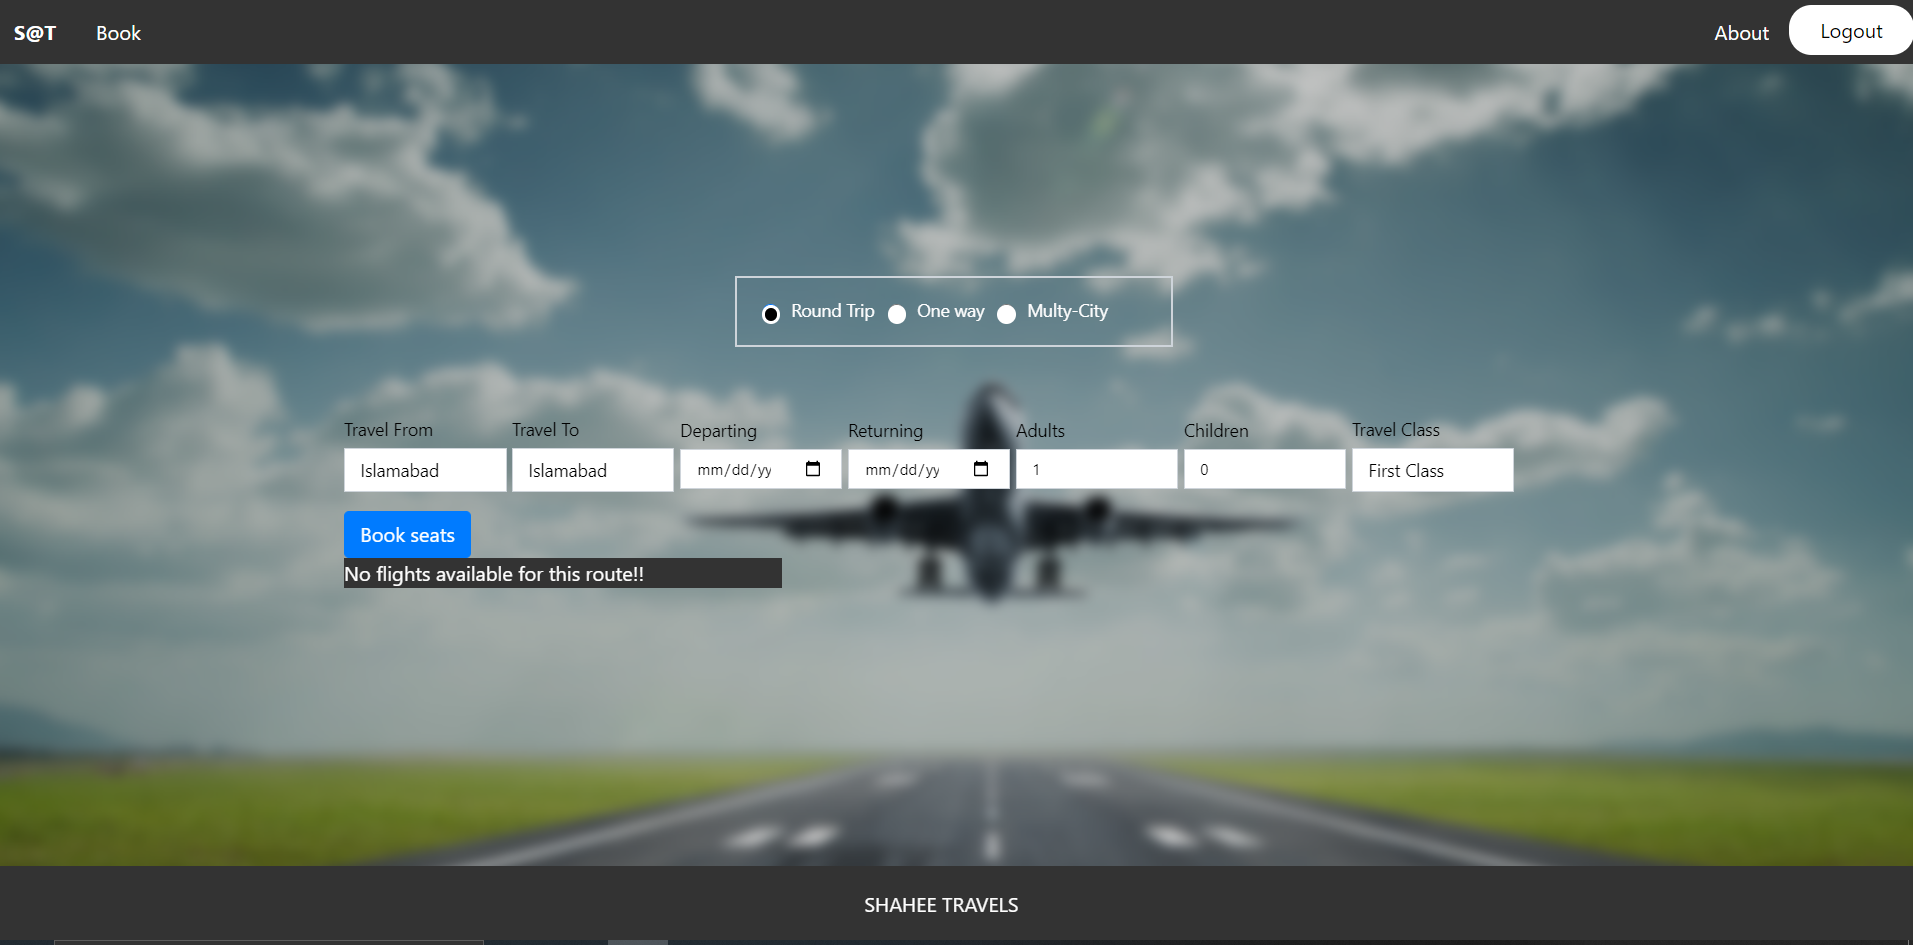 S@T Book About Logout
Round Trip One way Multy-City
Travel From Travel To Departing Returning Adults Children Travel Class
Islamabad Islamabad mm/dd/yy mm/dd/yy 1 0 First Class
Book seats
No flights available for this route!!
SHAHEE TRAVELS